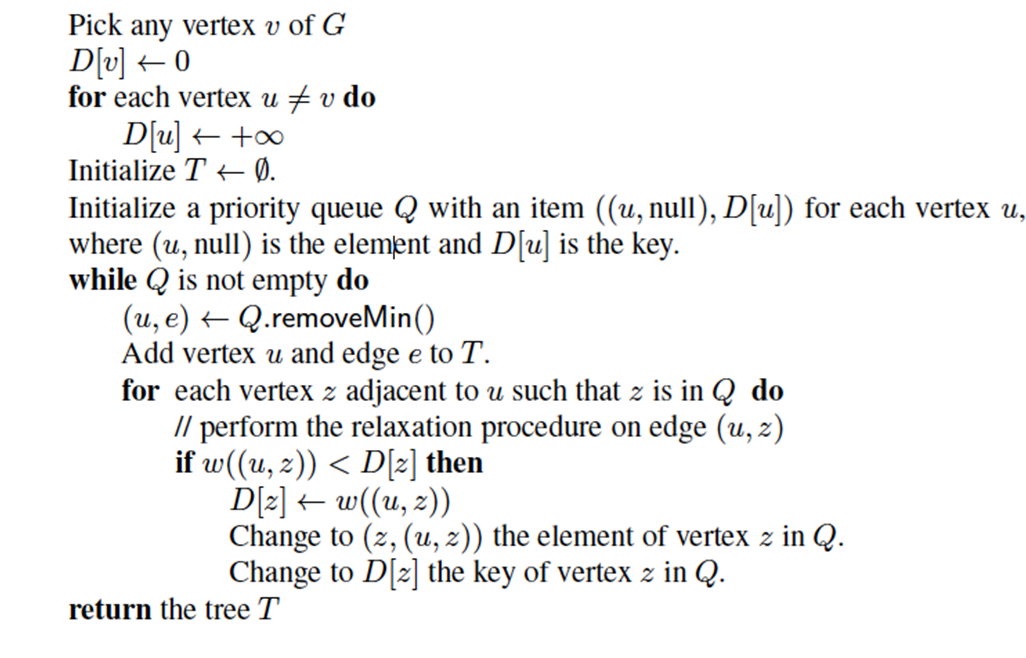 Pick any vertex v of G
D[v] ← 0
for each vertex u ≠ v do
D[u] ← +∞
Initialize T ← ∅.
Initialize a priority queue Q with an item ((u, null), D[u]) for each vertex u,
where (u, null) is the element and D[u] is the key.
while Q is not empty do
(u, e) ← Q.removeMin()
Add vertex u and edge e to T.
for each vertex z adjacent to u such that z is in Q do
// perform the relaxation procedure on edge (u, z)
if w((u, z)) < D[z] then
D[z] ← w((u, z))
Change to (z, (u, z)) the element of vertex z in Q.
Change to D[z] the key of vertex z in Q.
return the tree T